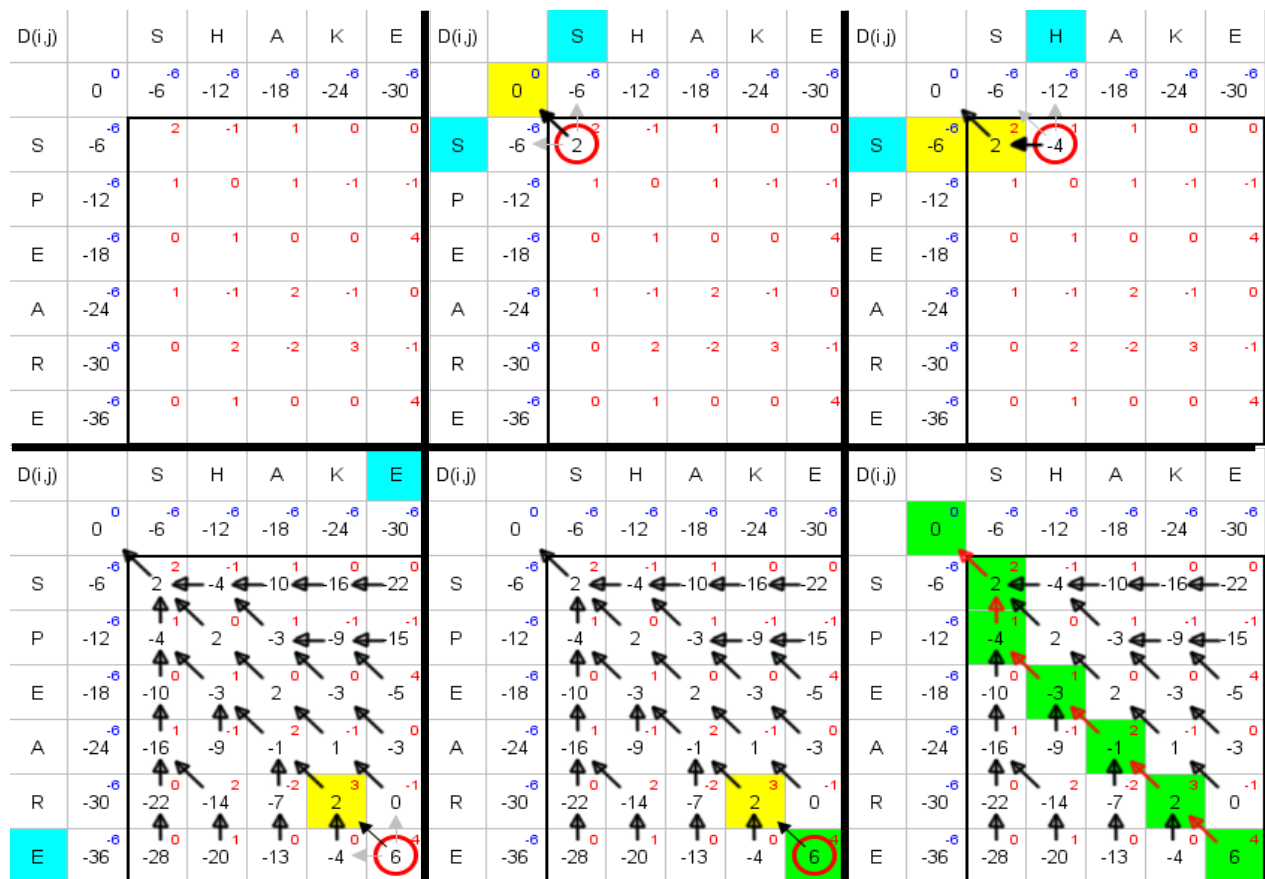 D(i,j) S H A K E
0 -6 -6 -6 -6 -6
0 -6 -12 -18 -24 -30
-6 2 -1 1 0 0
S -6
-6 1 0 1 -1 -1
P -12
-6 0 1 0 0 4
E -18
-6 1 -1 2 -1 0
A -24
-6 0 2 -2 3 -1
R -30
-6 0 1 0 0 4
E -36
D(i,j) S H A K E
0 -6 -6 -6 -6 -6
0 -6 -12 -18 -24 -30
-6 2 -1 1 0 0
S -6 2
-6 1 0 1 -1 -1
P -12
-6 0 1 0 0 4
E -18
-6 1 -1 2 -1 0
A -24
-6 0 2 -2 3 -1
R -30
-6 0 1 0 0 4
E -36
D(i,j) S H A K E
0 -6 -6 -6 -6 -6
0 -6 -12 -18 -24 -30
-6 2 -1 1 0 0
S -6 2 -4
-6 1 0 1 -1 -1
P -12
-6 0 1 0 0 4
E -18
-6 1 -1 2 -1 0
A -24
-6 0 2 -2 3 -1
R -30
-6 0 1 0 0 4
E -36
D(i,j) S H A K E
0 -6 -6 -6 -6 -6
0 -6 -12 -18 -24 -30
-6 2 -1 1 0 0
S -6 2 -4 -10 -16 -22
-6 1 0 1 -1 -1
P -12 -4 2 -3 -9 -15
-6 0 1 0 0 4
E -18 -10 -3 2 -3 -5
-6 1 -1 2 -1 0
A -24 -16 -9 -1 1 -3
-6 0 2 -2 3 -1
R -30 -22 -14 -7 2 0
-6 0 1 0 0 4
E -36 -28 -20 -13 -4 6
D(i,j) S H A K E
0 -6 -6 -6 -6 -6
0 -6 -12 -18 -24 -30
-6 2 -1 1 0 0
S -6 2 -4 -10 -16 -22
-6 1 0 1 -1 -1
P -12 -4 2 -3 -9 -15
-6 0 1 0 0 4
E -18 -10 -3 2 -3 -5
-6 1 -1 2 -1 0
A -24 -16 -9 -1 1 -3
-6 0 2 -2 3 -1
R -30 -22 -14 -7 2 0
-6 0 1 0 0 4
E -36 -28 -20 -13 -4 6
D(i,j) S H A K E
0 -6 -6 -6 -6 -6
0 -6 -12 -18 -24 -30
-6 2 -1 1 0 0
S -6 2 -4 -10 -16 -22
-6 1 0 1 -1 -1
P -12 -4 2 -3 -9 -15
-6 0 1 0 0 4
E -18 -10 -3 2 -3 -5
-6 1 -1 2 -1 0
A -24 -16 -9 -1 1 -3
-6 0 2 -2 3 -1
R -30 -22 -14 -7 2 0
-6 0 1 0 0 4
E -36 -28 -20 -13 -4 6